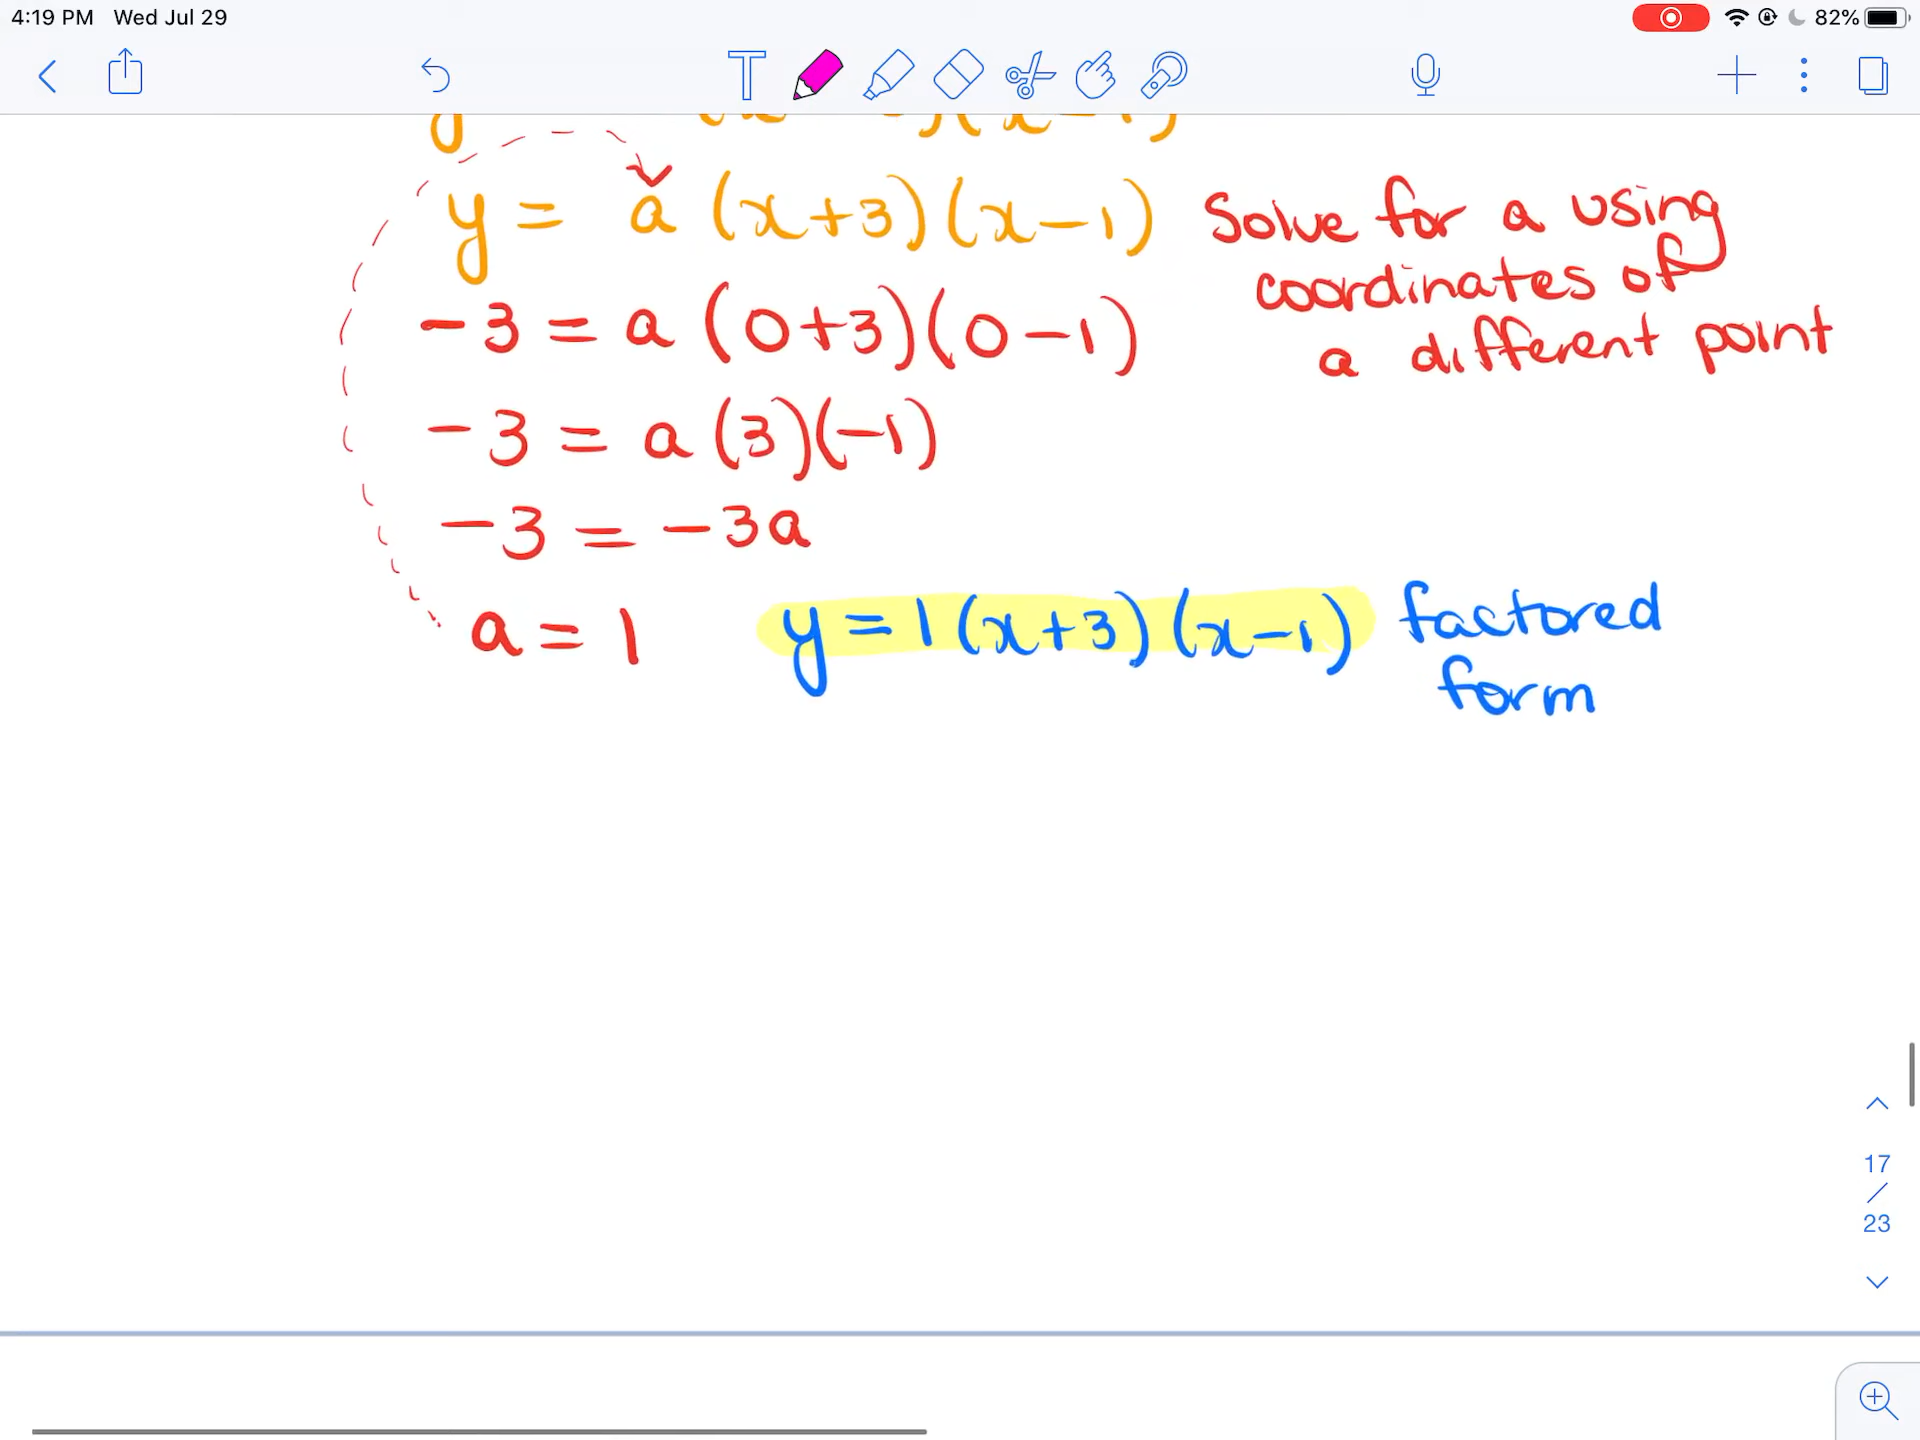 4:19 PM Wed Jul 29
82%
y = a (x+3)(x-1)
Solve for a using
coordinates of
a different point
-3 = a (0+3)(0-1)
-3 = a (3)(-1)
-3 = -3a
a = 1
y = 1 (x+3)(x-1)
factored
form
17
/
23